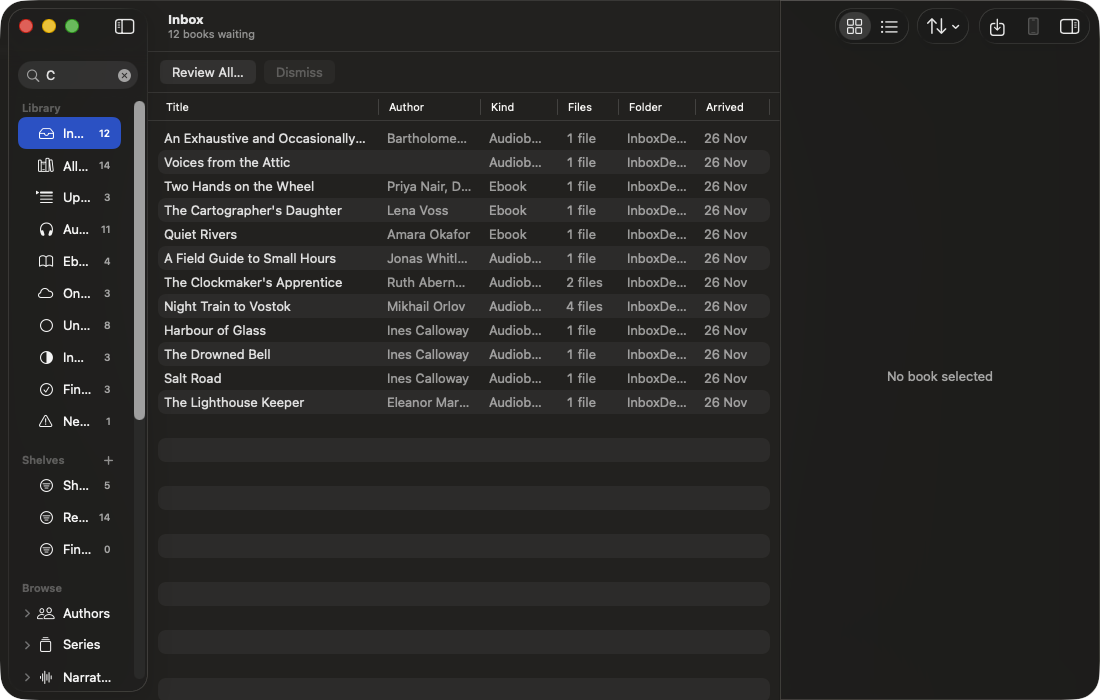 Inbox
12 books waiting
C
Review All... Dismiss
Library
In... 12
All... 14
Up... 3
Au... 11
Eb... 4
On... 3
Un... 8
In... 3
Fin... 3
Ne... 1
Shelves
Sh... 5
Re... 14
Fin... 0
Browse
Authors
Series
Narrat...
Title Author Kind Files Folder Arrived
An Exhaustive and Occasionally... Bartholome... Audiob... 1 file InboxDe... 26 Nov
Voices from the Attic Audiob... 1 file InboxDe... 26 Nov
Two Hands on the Wheel Priya Nair, D... Ebook 1 file InboxDe... 26 Nov
The Cartographer's Daughter Lena Voss Ebook 1 file InboxDe... 26 Nov
Quiet Rivers Amara Okafor Ebook 1 file InboxDe... 26 Nov
A Field Guide to Small Hours Jonas Whitl... Audiob... 1 file InboxDe... 26 Nov
The Clockmaker's Apprentice Ruth Abern... Audiob... 2 files InboxDe... 26 Nov
Night Train to Vostok Mikhail Orlov Audiob... 4 files InboxDe... 26 Nov
Harbour of Glass Ines Calloway Audiob... 1 file InboxDe... 26 Nov
The Drowned Bell Ines Calloway Audiob... 1 file InboxDe... 26 Nov
Salt Road Ines Calloway Audiob... 1 file InboxDe... 26 Nov
The Lighthouse Keeper Eleanor Mar... Audiob... 1 file InboxDe... 26 Nov
No book selected